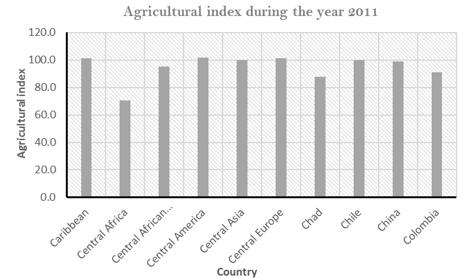 Agricultural index during the year 2011
120.0
100.0
80.0
60.0
40.0
20.0
0.0
Agricultural index
Caribbean
Central Africa
Central African...
Central America
Central Asia
Central Europe
Chad
Chile
China
Colombia
Country